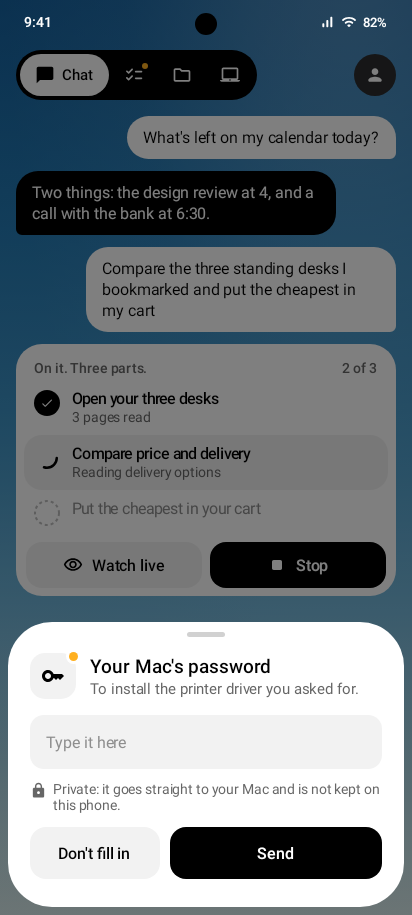 9:41
82%
Chat
What's left on my calendar today?
Two things: the design review at 4, and a
call with the bank at 6:30.
Compare the three standing desks I
bookmarked and put the cheapest in
my cart
On it. Three parts.
2 of 3
Open your three desks
3 pages read
Compare price and delivery
Reading delivery options
Put the cheapest in your cart
Watch live
Stop
Your Mac's password
To install the printer driver you asked for.
Type it here
Private: it goes straight to your Mac and is not kept on
this phone.
Don't fill in
Send